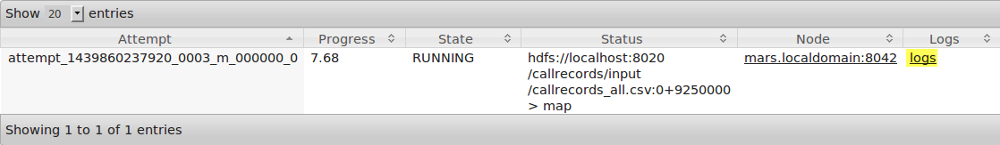 Show 20 entries
Attempt Progress State Status Node Logs
attempt_1439860237920_0003_m_000000_0 7.68 RUNNING hdfs://localhost:8020 mars.localdomain:8042 logs
/callrecords/input
/callrecords_all.csv:0+9250000
> map
Showing 1 to 1 of 1 entries